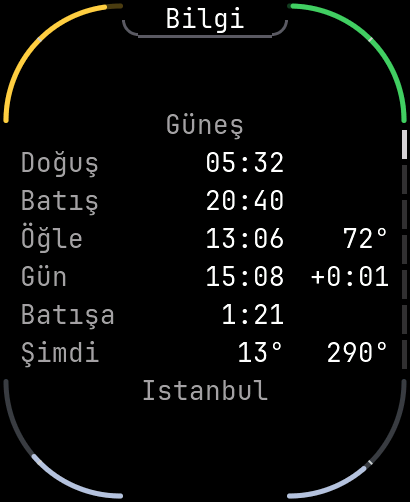 Bilgi
Güneş
Doğuş 05:32
Batış 20:40
Öğle 13:06 72°
Gün 15:08 +0:01
Batışa 1:21
Şimdi 13° 290°
Istanbul